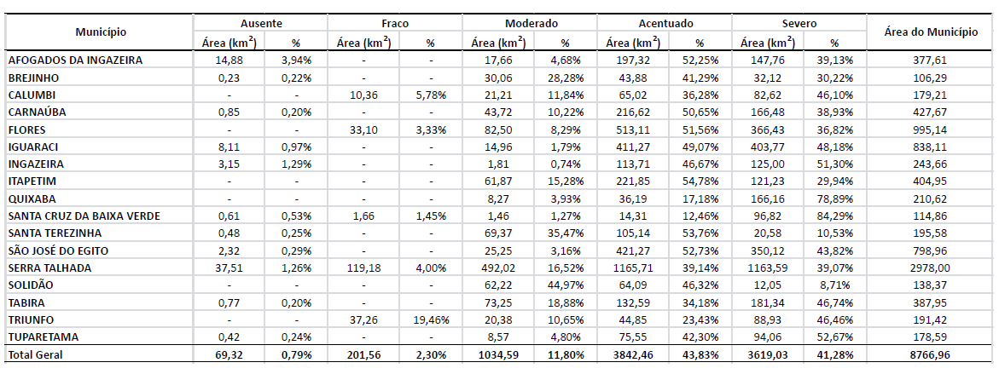 Município Ausente Fraco Moderado Acentuado Severo Área do Município
Área (km²) % Área (km²) % Área (km²) % Área (km²) % Área (km²) %
AFOGADOS DA INGAZEIRA 14,88 3,94% - - 17,66 4,68% 197,32 52,25% 147,76 39,13% 377,61
BREJINHO 0,23 0,22% - - 30,06 28,28% 43,88 41,29% 32,12 30,22% 106,29
CALUMBI - - 10,36 5,78% 21,21 11,84% 65,02 36,28% 82,62 46,10% 179,21
CARNAÚBA 0,85 0,20% - - 43,72 10,22% 216,62 50,65% 166,48 38,93% 427,67
FLORES - - 33,10 3,33% 82,50 8,29% 513,11 51,56% 366,43 36,82% 995,14
IGUARACI 8,11 0,97% - - 14,96 1,79% 411,27 49,07% 403,77 48,18% 838,11
INGAZEIRA 3,15 1,29% - - 1,81 0,74% 113,71 46,67% 125,00 51,30% 243,66
ITAPETIM - - - - 61,87 15,28% 221,85 54,78% 121,23 29,94% 404,95
QUIXABA - - - - 8,27 3,93% 36,19 17,18% 166,16 78,89% 210,62
SANTA CRUZ DA BAIXA VERDE 0,61 0,53% 1,66 1,45% 1,46 1,27% 14,31 12,46% 96,82 84,29% 114,86
SANTA TEREZINHA 0,48 0,25% - - 69,37 35,47% 105,14 53,76% 20,58 10,53% 195,58
SÃO JOSÉ DO EGITO 2,32 0,29% - - 25,25 3,16% 421,27 52,73% 350,12 43,82% 798,96
SERRA TALHADA 37,51 1,26% 119,18 4,00% 492,02 16,52% 1165,71 39,14% 1163,59 39,07% 2978,00
SOLIDÃO - - - - 62,22 44,97% 64,09 46,32% 12,05 8,71% 138,37
TABIRA 0,77 0,20% - - 73,25 18,88% 132,59 34,18% 181,34 46,74% 387,95
TRIUNFO - - 37,26 19,46% 20,38 10,65% 44,85 23,43% 88,93 46,46% 191,42
TUPARETAMA 0,42 0,24% - - 8,57 4,80% 75,55 42,30% 94,06 52,67% 178,59
Total Geral 69,32 0,79% 201,56 2,30% 1034,59 11,80% 3842,46 43,83% 3619,03 41,28% 8766,96